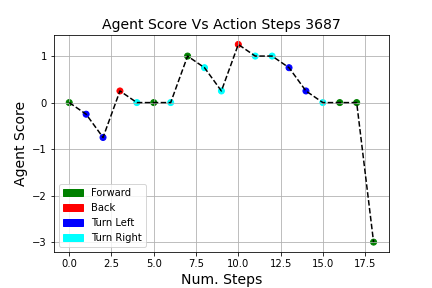 Agent Score Vs Action Steps 3687
1
0
−1
−2
−3
Agent Score
Forward
Back
Turn Left
Turn Right
0.0 2.5 5.0 7.5 10.0 12.5 15.0 17.5
Num. Steps